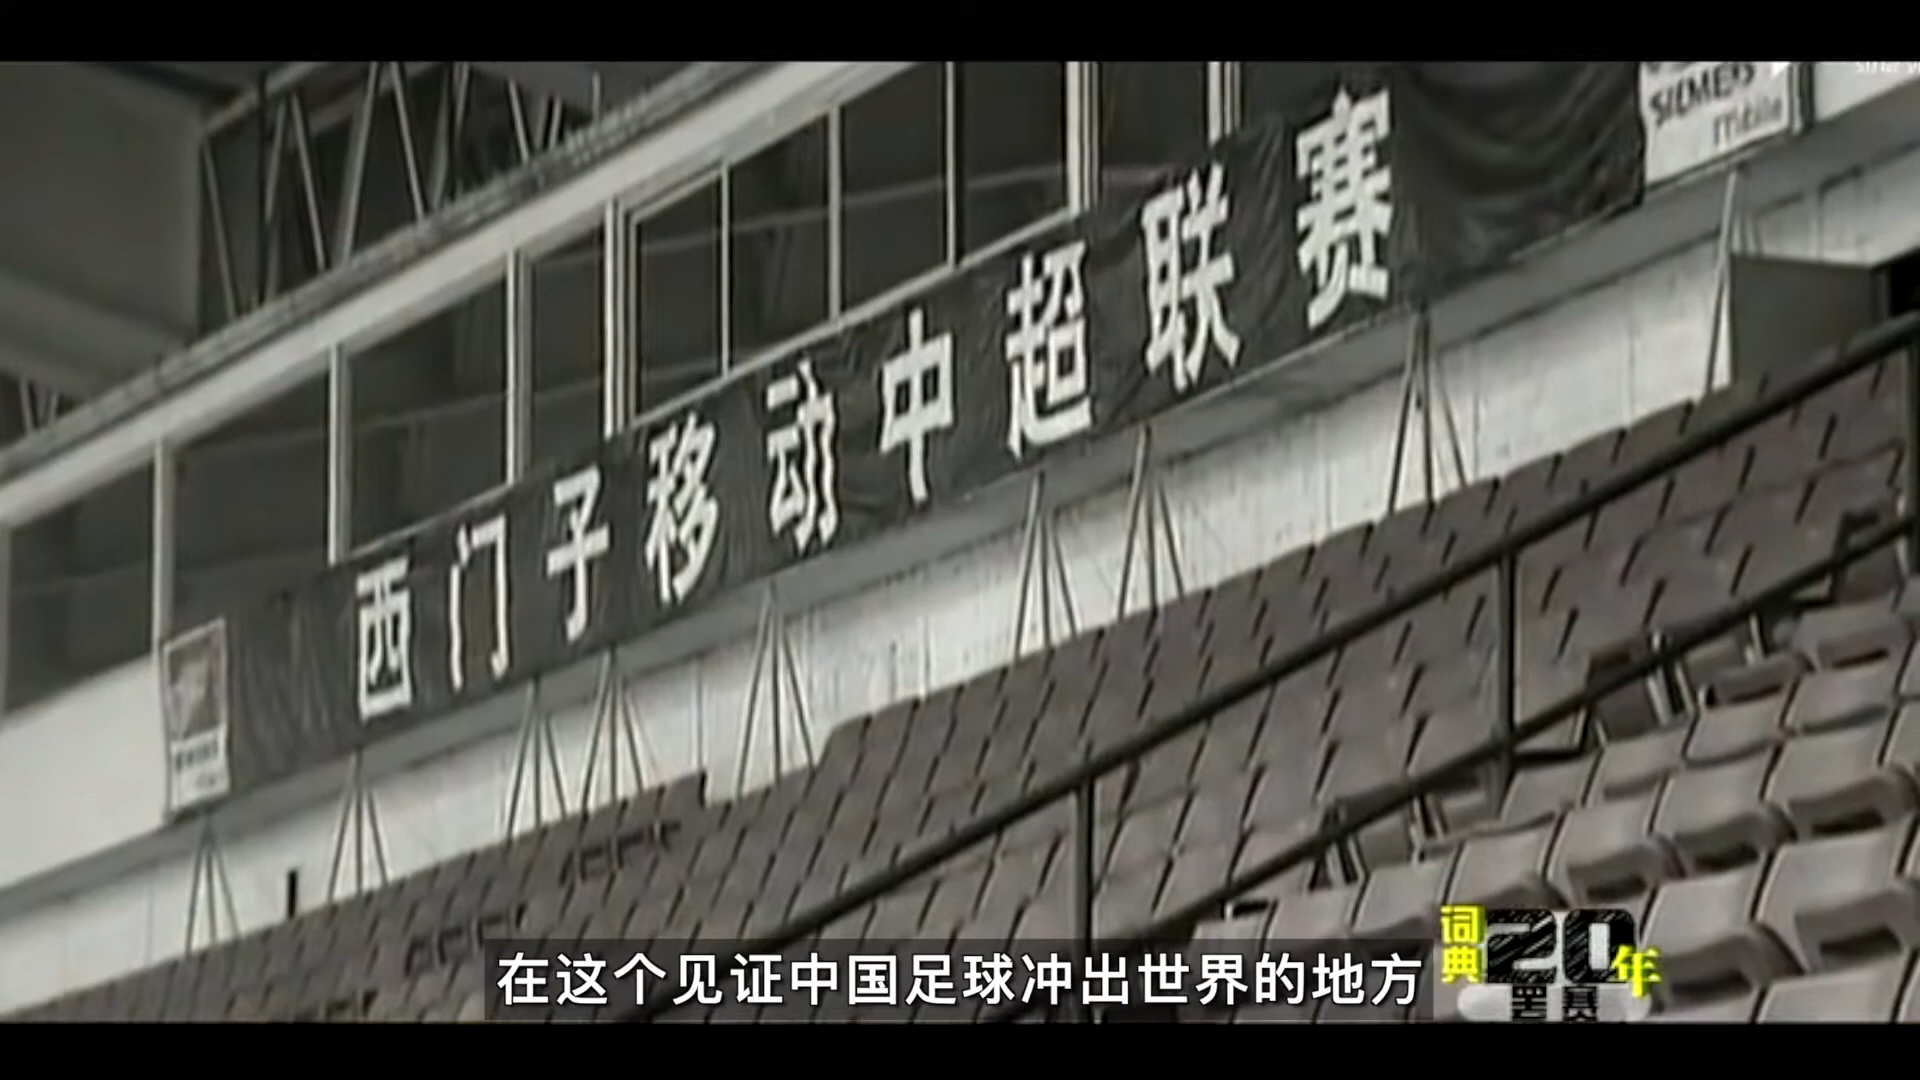 SIEMENS
mobile
西门子移动中超联赛
在这个见证中国足球冲出世界的地方
词典
20年